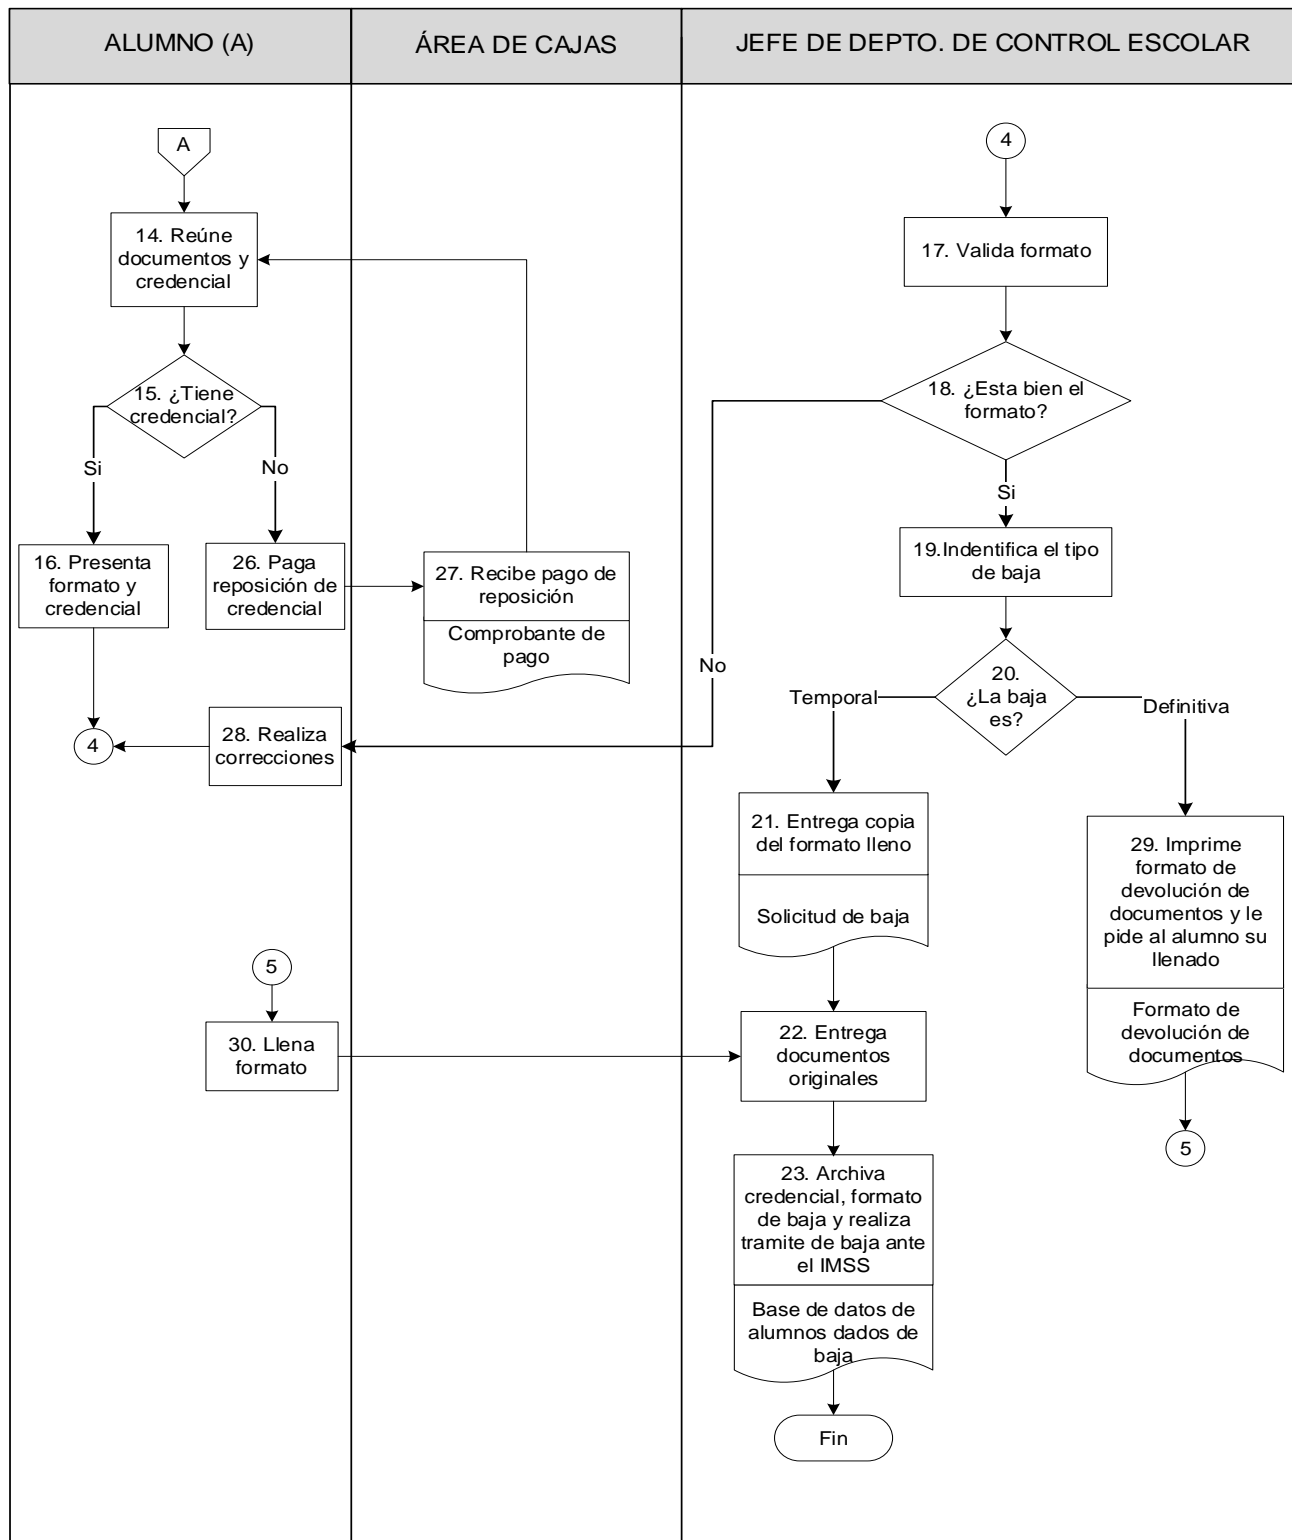 ALUMNO (A)
ÁREA DE CAJAS
JEFE DE DEPTO. DE CONTROL ESCOLAR
A
14. Reúne
documentos y
credencial
15. ¿Tiene
credencial?
Si
No
16. Presenta
formato y
credencial
26. Paga
reposición de
credencial
27. Recibe pago de
reposición
Comprobante de
pago
4
28. Realiza
correcciones
5
30. Llena
formato
4
17. Valida formato
18. ¿Esta bien el
formato?
No
Si
19.Indentifica el tipo
de baja
20.
¿La baja
es?
Temporal
Definitiva
21. Entrega copia
del formato lleno
Solicitud de baja
29. Imprime
formato de
devolución de
documentos y le
pide al alumno su
llenado
Formato de
devolución de
documentos
5
22. Entrega
documentos
originales
23. Archiva
credencial, formato
de baja y realiza
tramite de baja ante
el IMSS
Base de datos de
alumnos dados de
baja
Fin